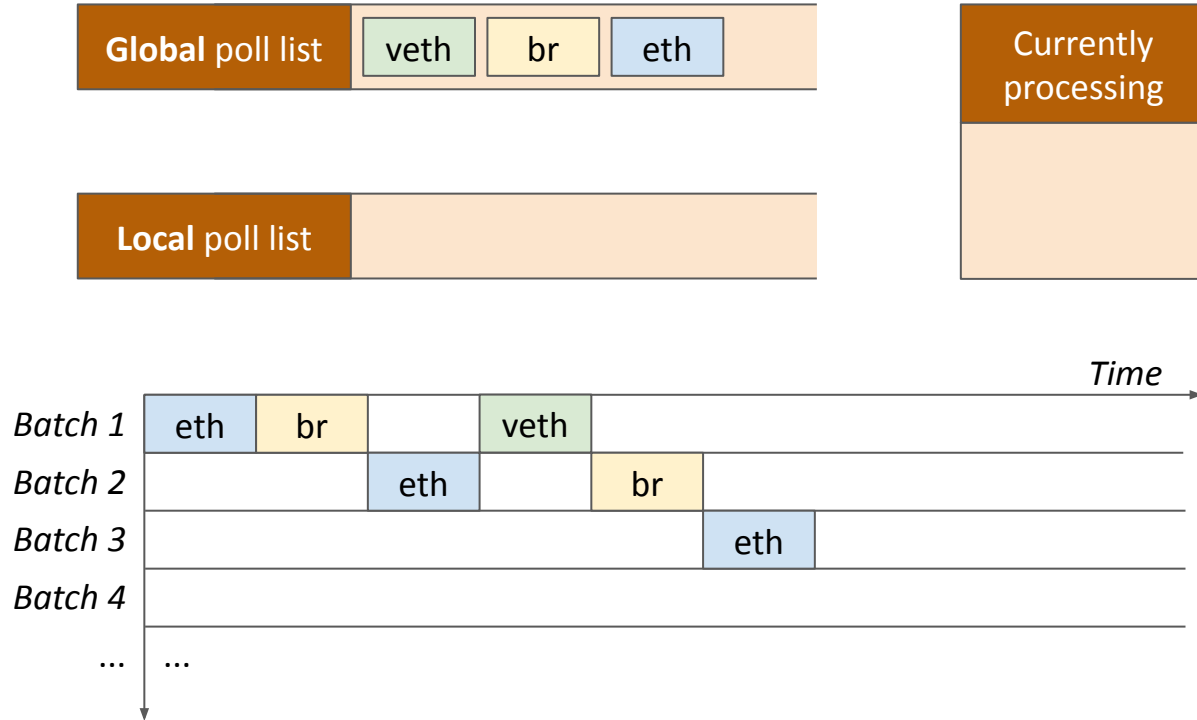 Global poll list
veth br eth
Currently
processing
Local poll list
Time
Batch 1 eth br veth
Batch 2 eth br
Batch 3 eth
Batch 4
... ...